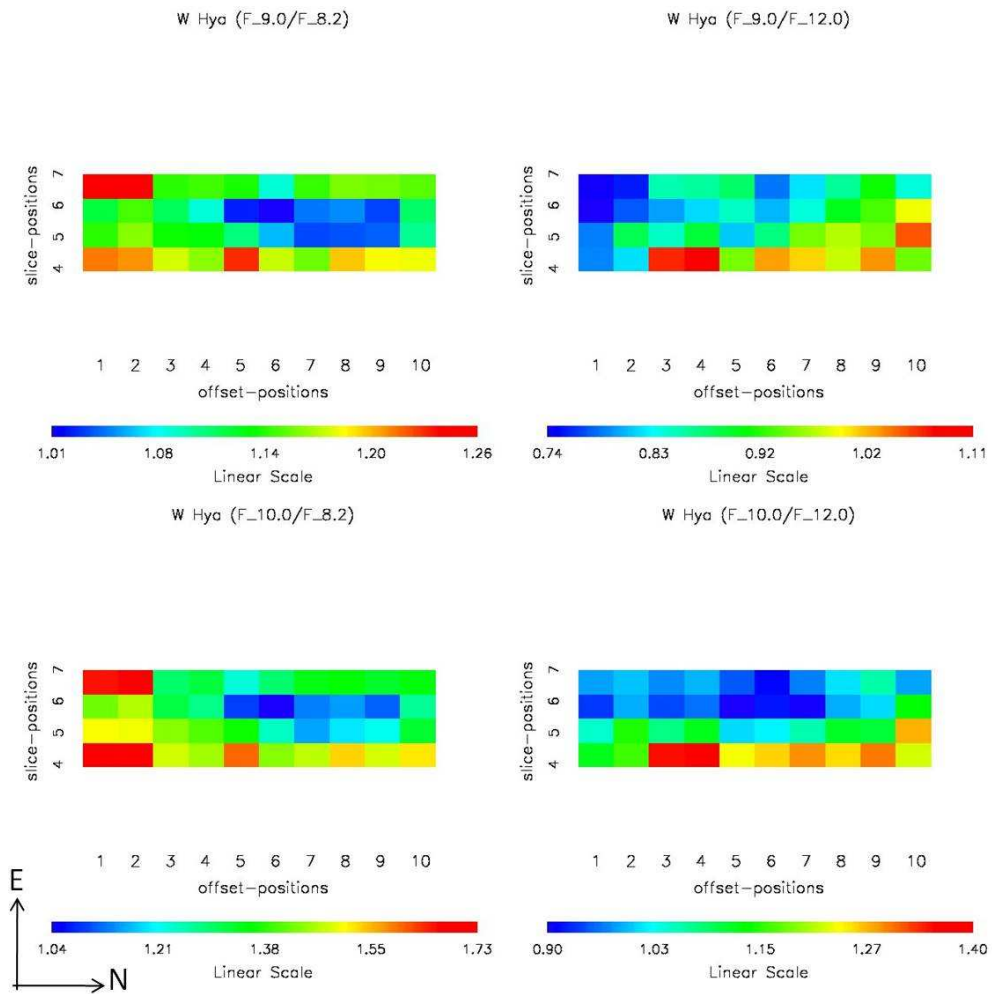 W Hya (F_9.0/F_8.2)
W Hya (F_9.0/F_12.0)
slice-positions
7
6
5
4
slice-positions
7
6
5
4
1 2 3 4 5 6 7 8 9 10
offset-positions
1 2 3 4 5 6 7 8 9 10
offset-positions
1.01 1.08 1.14 1.20 1.26
Linear Scale
0.74 0.83 0.92 1.02 1.11
Linear Scale
W Hya (F_10.0/F_8.2)
W Hya (F_10.0/F_12.0)
slice-positions
7
6
5
4
slice-positions
7
6
5
4
1 2 3 4 5 6 7 8 9 10
offset-positions
1 2 3 4 5 6 7 8 9 10
offset-positions
E
N
1.04 1.21 1.38 1.55 1.73
Linear Scale
0.90 1.03 1.15 1.27 1.40
Linear Scale